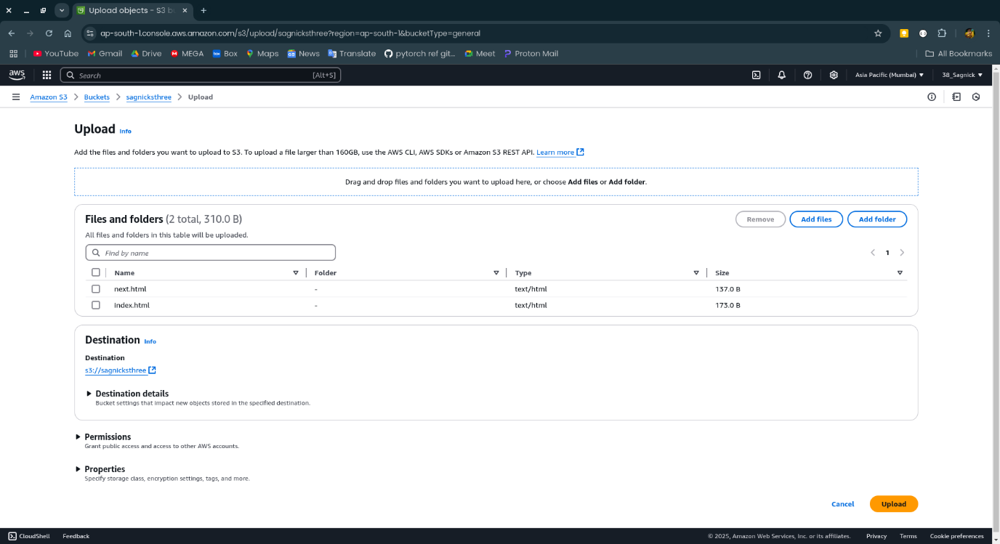 Upload objects - S3 b
ap-south-1.console.aws.amazon.com/s3/upload/sagnicksthree?region=ap-south-1&bucketType=general
YouTube Gmail Drive MEGA Box Maps News Translate pytorch ref git... Meet Proton Mail All Bookmarks
aws Search [Alt+S] Asia Pacific (Mumbai) 38_Sagnick
Amazon S3 Buckets sagnicksthree Upload
Upload Info
Add the files and folders you want to upload to S3. To upload a file larger than 160GB, use the AWS CLI, AWS SDKs or Amazon S3 REST API. Learn more
Drag and drop files and folders you want to upload here, or choose Add files or Add folder.
Files and folders (2 total, 310.0 B) Remove Add files Add folder
All files and folders in this table will be uploaded.
Find by name 1
Name Folder Type Size
next.html - text/html 137.0 B
index.html - text/html 173.0 B
Destination Info
Destination
s3://sagnicksthree
Destination details
Bucket settings that impact new objects stored in the specified destination.
Permissions
Grant public access and access to other AWS accounts.
Properties
Specify storage class, encryption settings, tags, and more.
Cancel Upload
CloudShell Feedback © 2025, Amazon Web Services, Inc. or its affiliates. Privacy Terms Cookie preferences